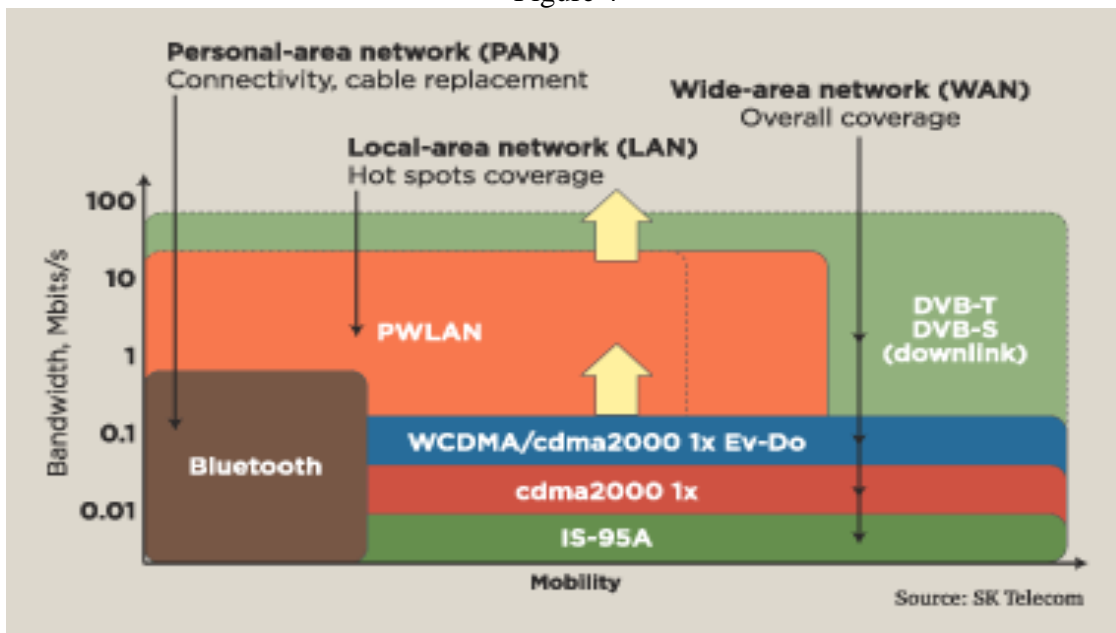 Personal-area network (PAN)
Connectivity, cable replacement
Wide-area network (WAN)
Overall coverage
Local-area network (LAN)
Hot spots coverage
Bandwidth, Mbits/s
100
10
1
0.1
0.01
PWLAN
DVB-T
DVB-S
(downlink)
Bluetooth
WCDMA/cdma2000 1x Ev-Do
cdma2000 1x
IS-95A
Mobility
Source: SK Telecom